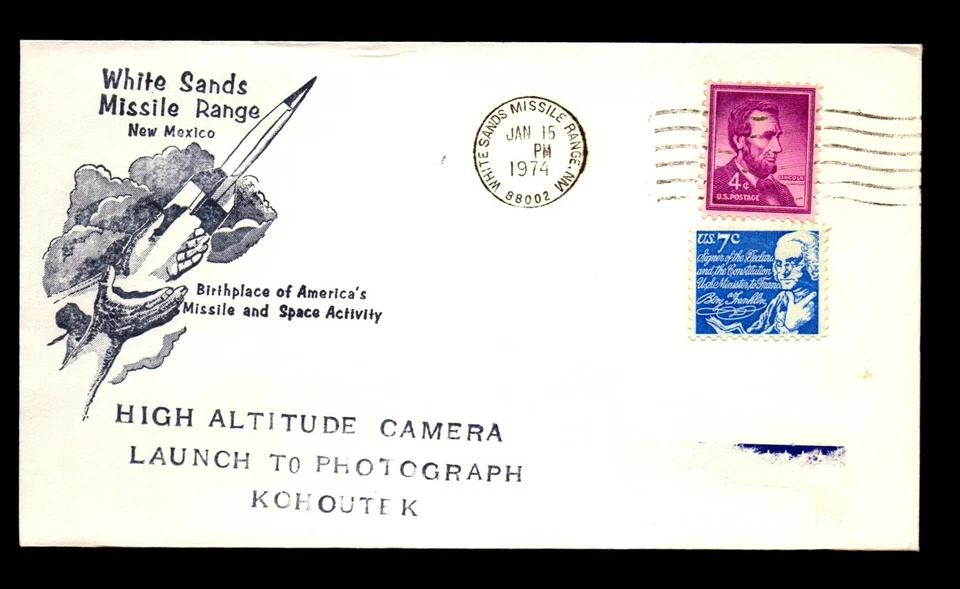 White Sands
Missile Range
New Mexico
Birthplace of America's
Missile and Space Activity
WHITE SANDS MISSILE RANGE, NM
JAN 15
PM
1974
88002
LINCOLN
4¢
U.S. POSTAGE
U.S. 7¢
Signer of the Declara
and the Constitution
U.S. Minister to France
Benj Franklin
HIGH ALTITUDE CAMERA
LAUNCH TO PHOTOGRAPH
KOHOUTEK